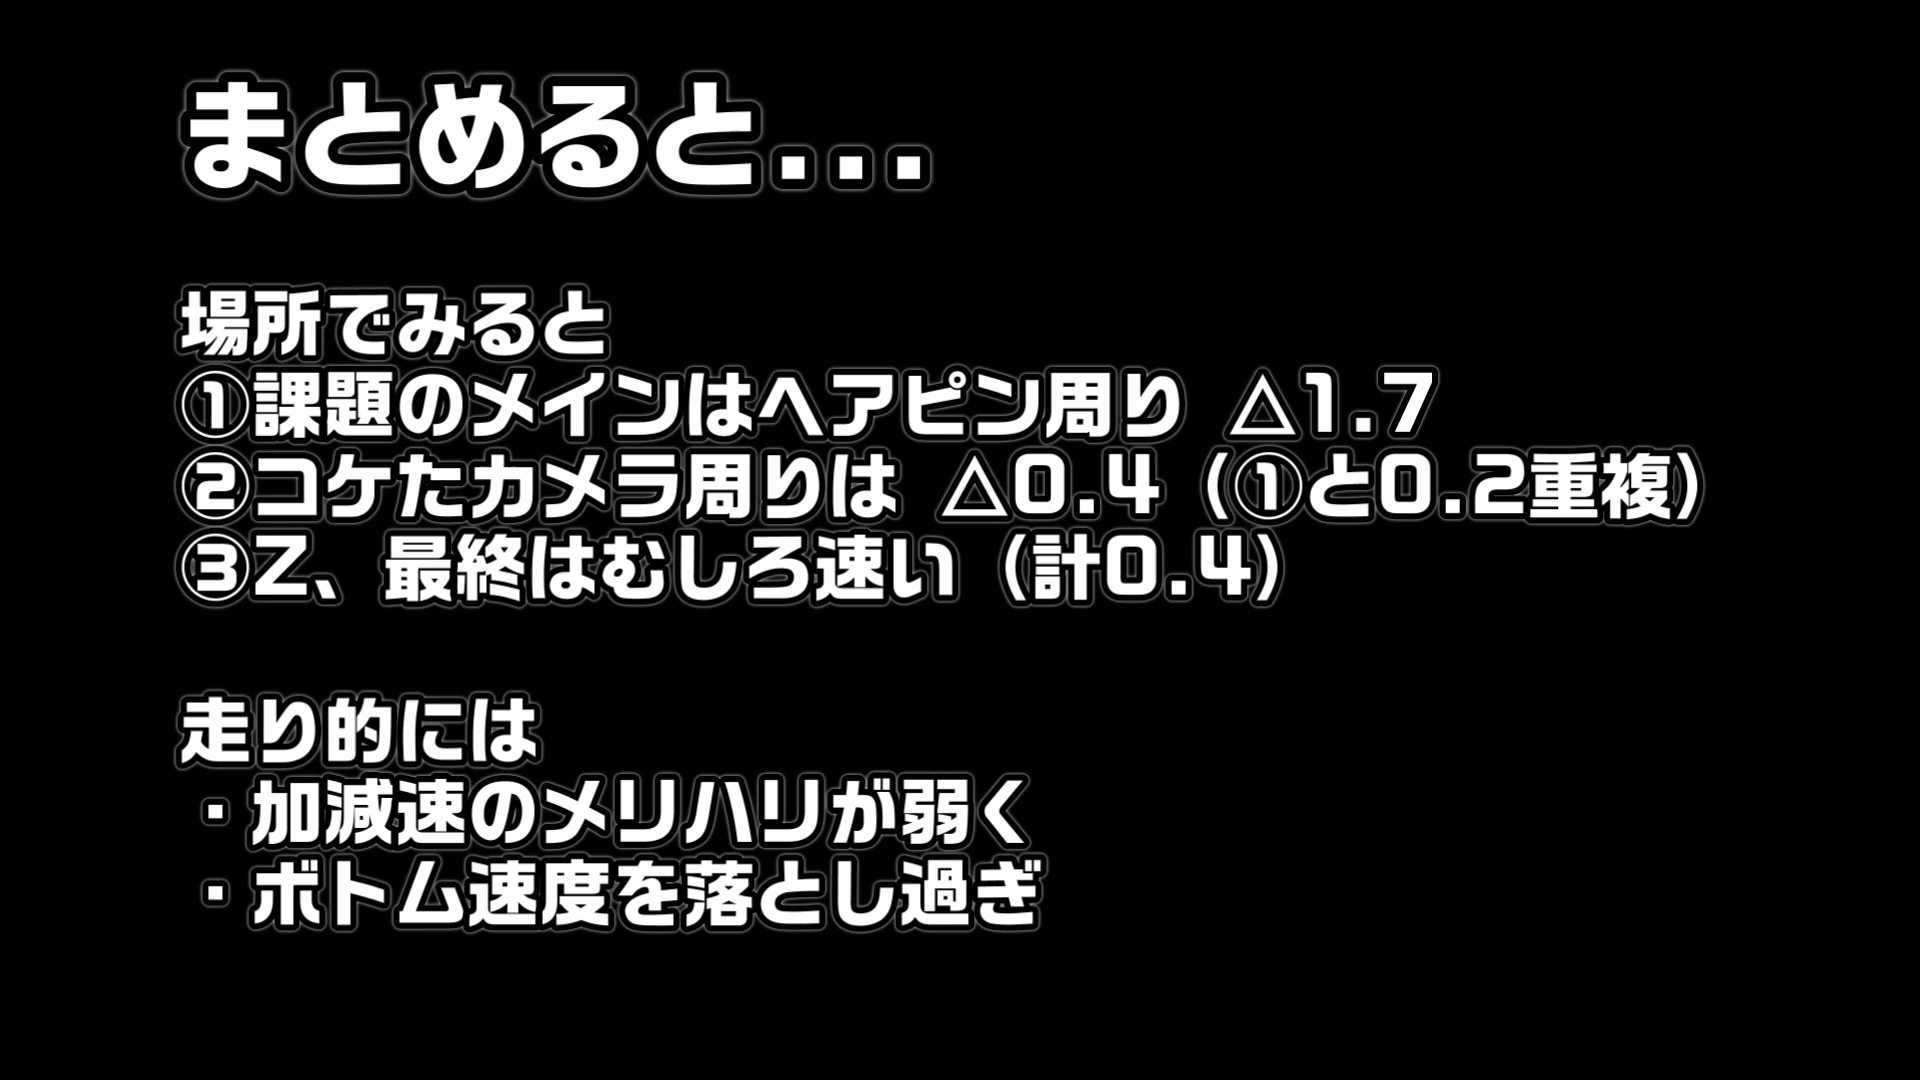 まとめると...
場所でみると
①課題のメインはヘアピン周り △1.7
②コケたカメラ周りは △0.4（①と0.2重複）
③Z、最終はむしろ速い（計0.4）
走り的には
・加減速のメリハリが弱く
・ボトム速度を落とし過ぎ